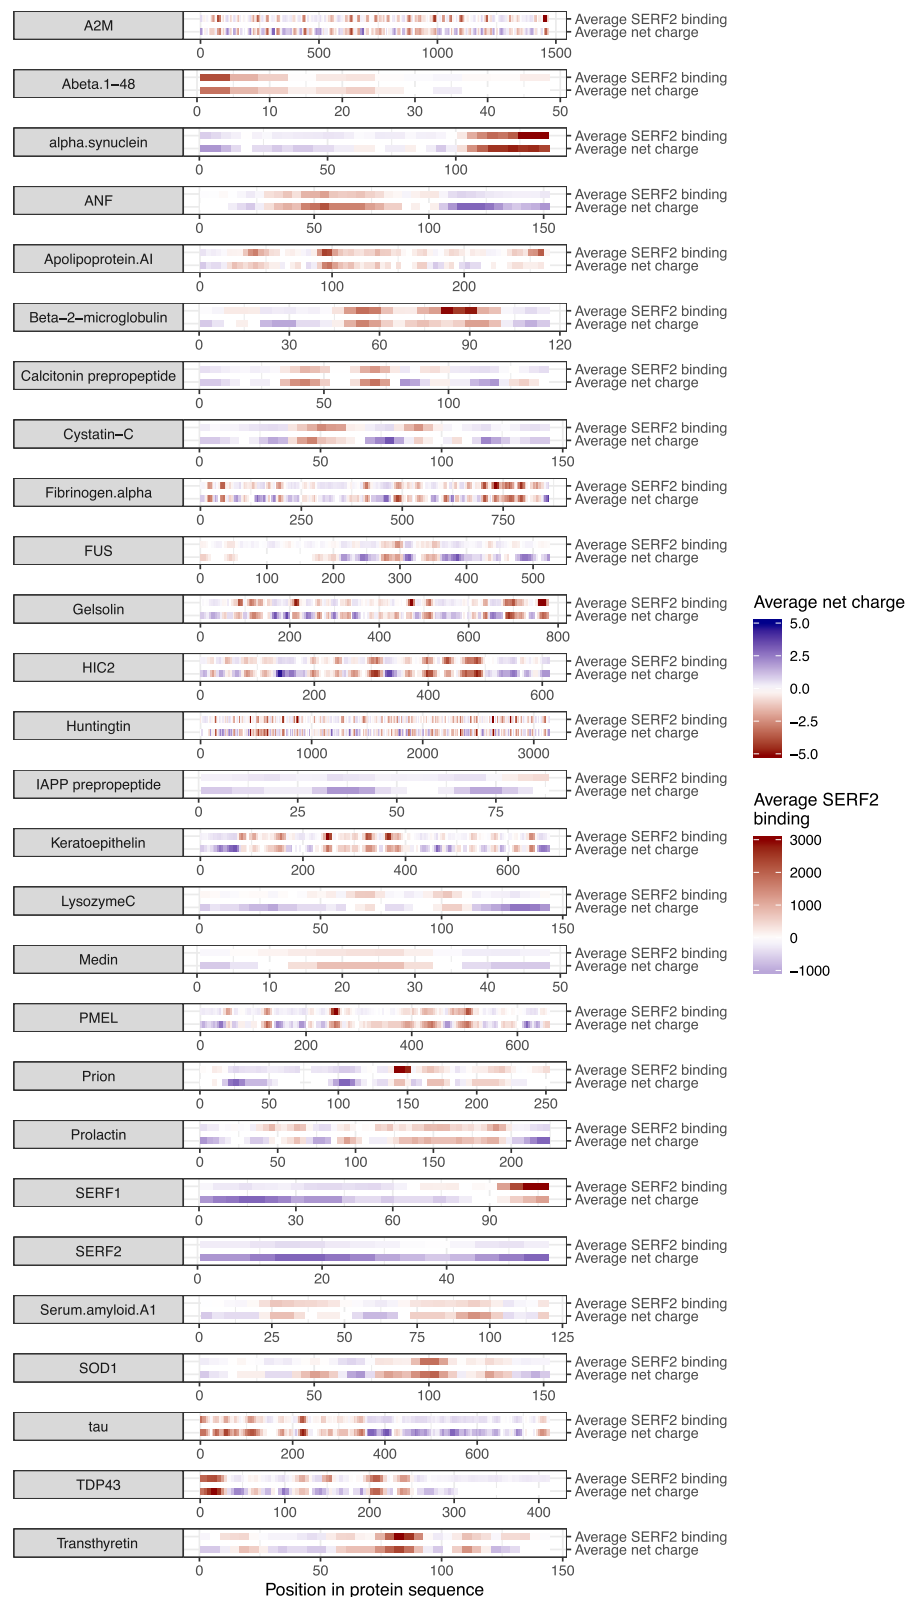 A2M
Average SERF2 binding
Average net charge
0 500 1000 1500
Abeta.1−48
Average SERF2 binding
Average net charge
0 10 20 30 40 50
alpha.synuclein
Average SERF2 binding
Average net charge
0 50 100
ANF
Average SERF2 binding
Average net charge
0 50 100 150
Apolipoprotein.AI
Average SERF2 binding
Average net charge
0 100 200
Beta−2−microglobulin
Average SERF2 binding
Average net charge
0 30 60 90 120
Calcitonin prepropeptide
Average SERF2 binding
Average net charge
0 50 100
Cystatin−C
Average SERF2 binding
Average net charge
0 50 100 150
Fibrinogen.alpha
Average SERF2 binding
Average net charge
0 250 500 750
FUS
Average SERF2 binding
Average net charge
0 100 200 300 400 500
Gelsolin
Average SERF2 binding
Average net charge
0 200 400 600 800
HIC2
Average SERF2 binding
Average net charge
0 200 400 600
Huntingtin
Average SERF2 binding
Average net charge
0 1000 2000 3000
IAPP prepropeptide
Average SERF2 binding
Average net charge
0 25 50 75
Keratoepithelin
Average SERF2 binding
Average net charge
0 200 400 600
LysozymeC
Average SERF2 binding
Average net charge
0 50 100 150
Medin
Average SERF2 binding
Average net charge
0 10 20 30 40 50
PMEL
Average SERF2 binding
Average net charge
0 200 400 600
Prion
Average SERF2 binding
Average net charge
0 50 100 150 200 250
Prolactin
Average SERF2 binding
Average net charge
0 50 100 150 200
SERF1
Average SERF2 binding
Average net charge
0 30 60 90
SERF2
Average SERF2 binding
Average net charge
0 20 40
Serum.amyloid.A1
Average SERF2 binding
Average net charge
0 25 50 75 100 125
SOD1
Average SERF2 binding
Average net charge
0 50 100 150
tau
Average SERF2 binding
Average net charge
0 200 400 600
TDP43
Average SERF2 binding
Average net charge
0 100 200 300 400
Transthyretin
Average SERF2 binding
Average net charge
0 50 100 150
Position in protein sequence
Average net charge
5.0
2.5
0.0
−2.5
−5.0
Average SERF2
binding
3000
2000
1000
0
−1000